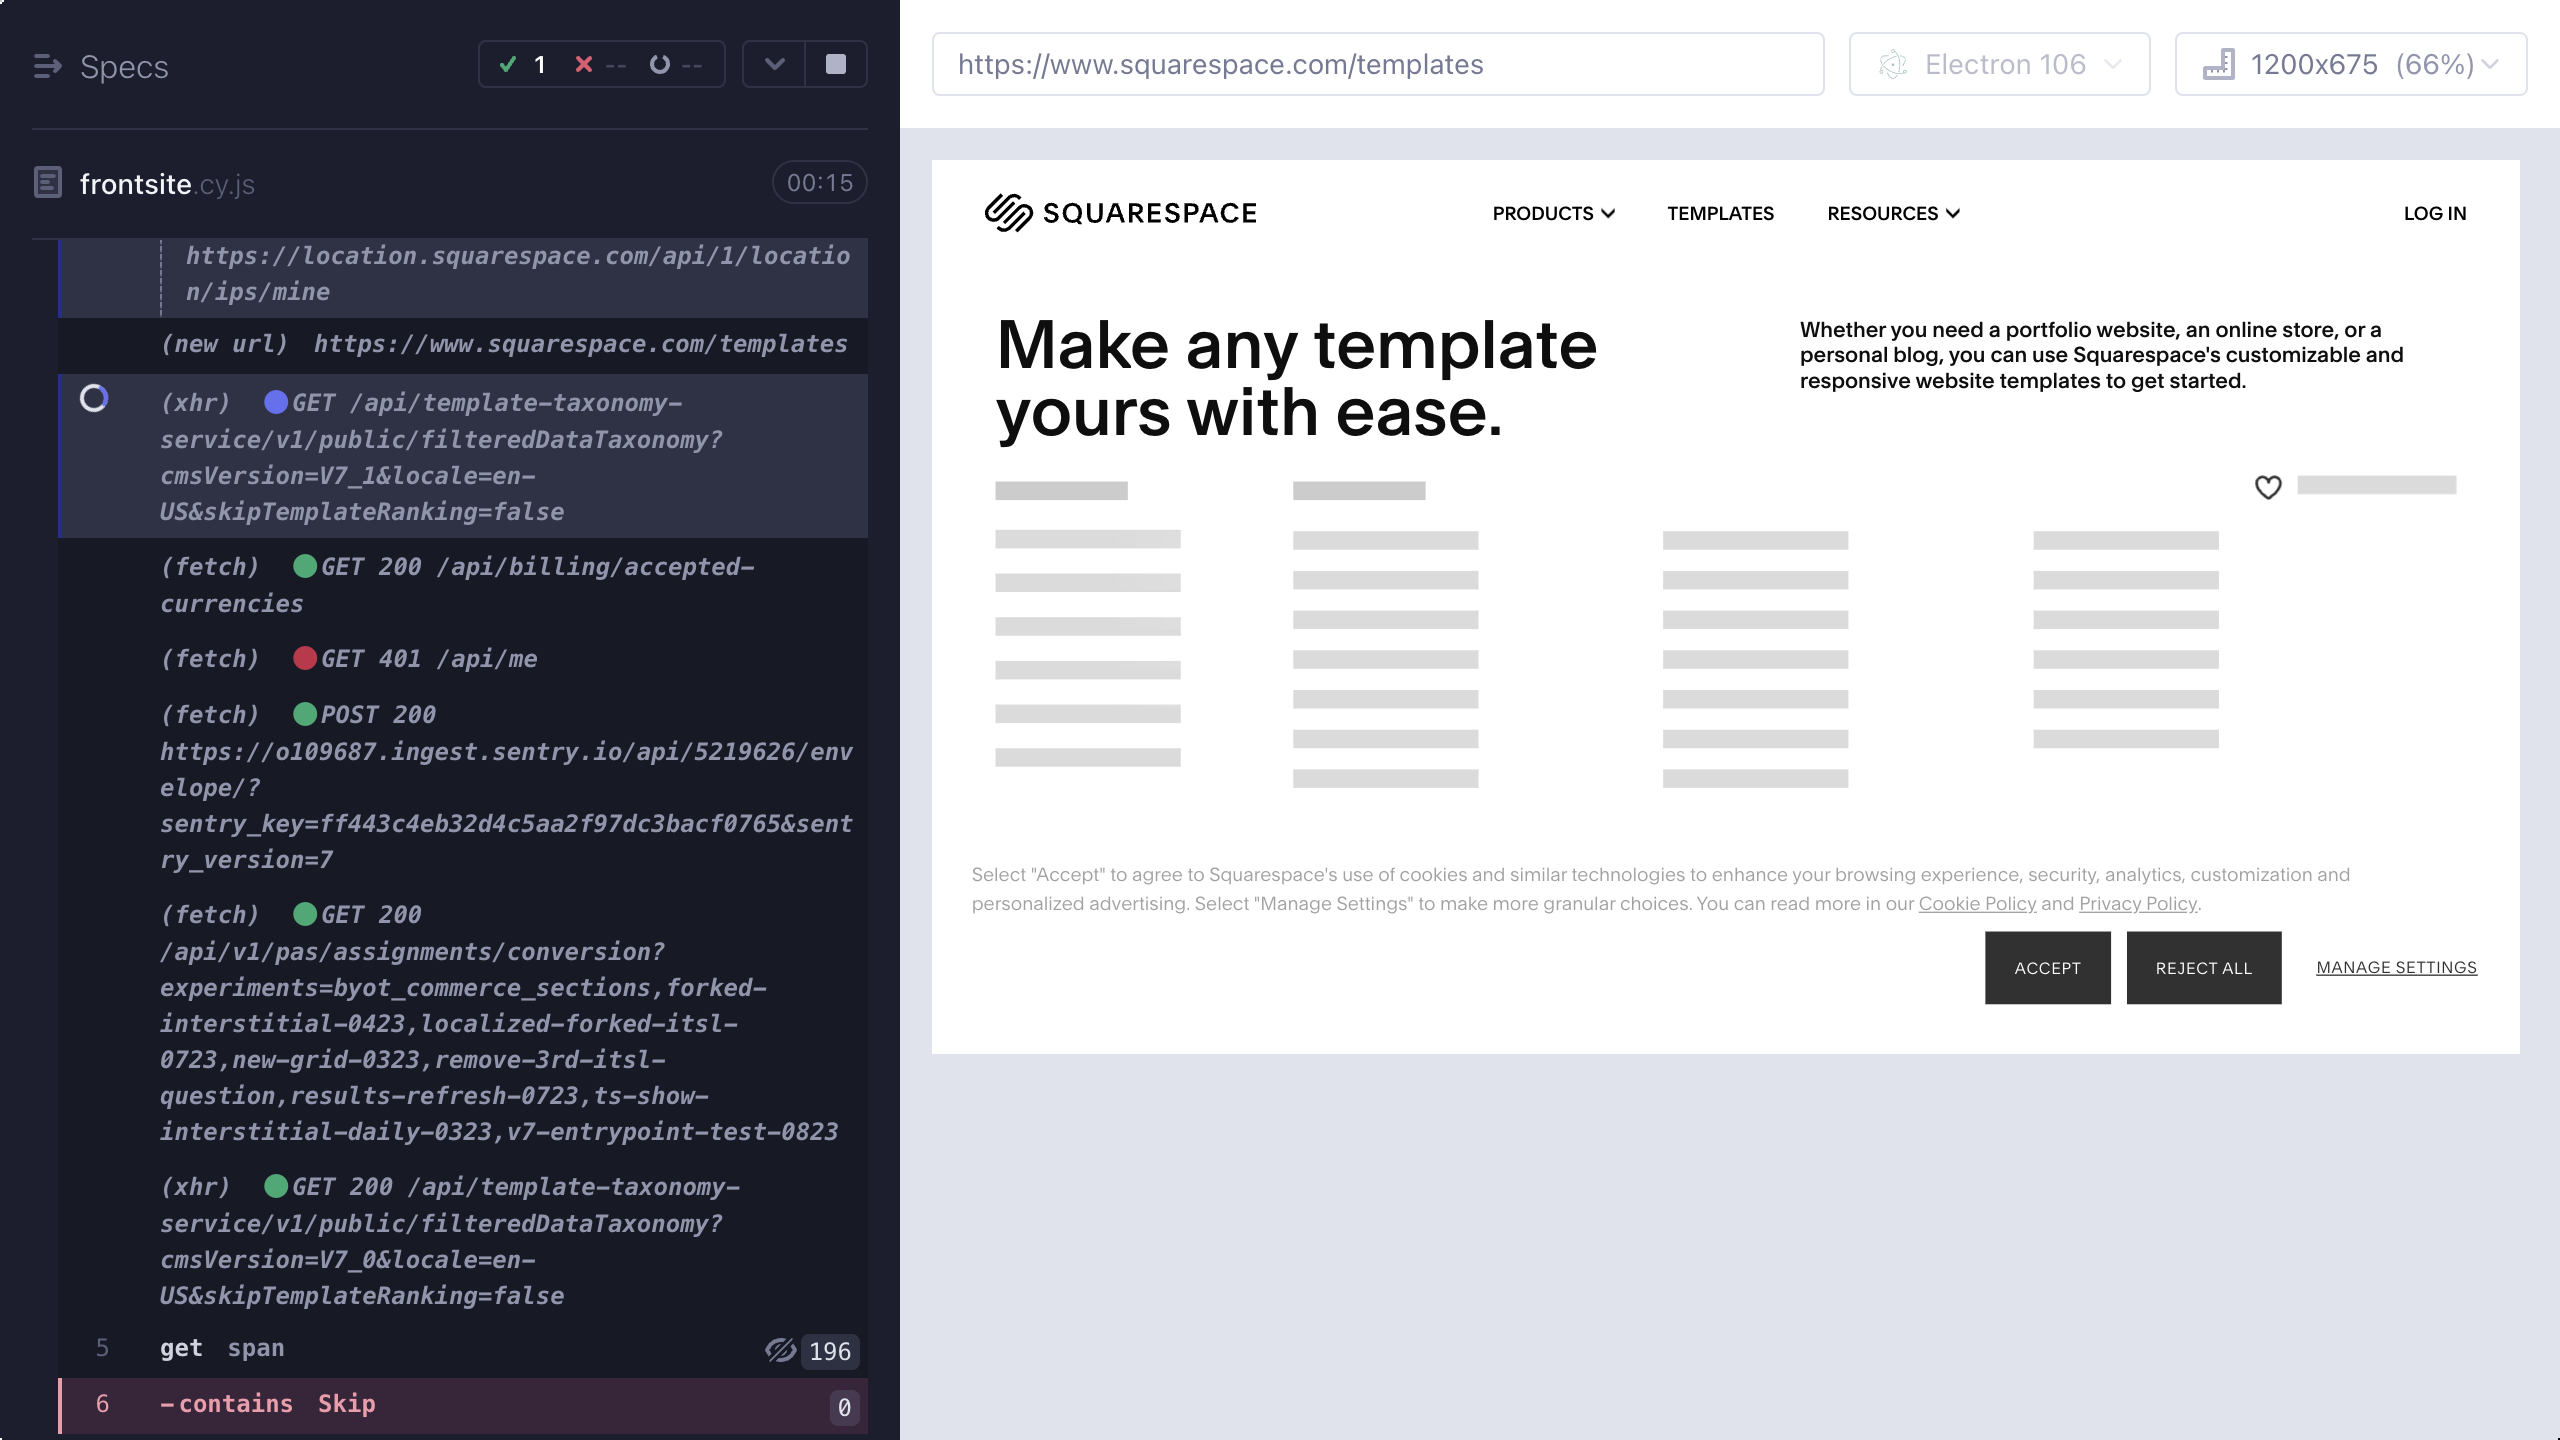 Specs
1 -- --
frontsite.cy.js
00:15
https://location.squarespace.com/api/1/locatio
n/ips/mine
(new url) https://www.squarespace.com/templates
(xhr) GET /api/template-taxonomy-
service/v1/public/filteredDataTaxonomy?
cmsVersion=V7_1&locale=en-
US&skipTemplateRanking=false
(fetch) GET 200 /api/billing/accepted-
currencies
(fetch) GET 401 /api/me
(fetch) POST 200
https://o109687.ingest.sentry.io/api/5219626/env
elope/?
sentry_key=ff443c4eb32d4c5aa2f97dc3bacf0765&sent
ry_version=7
(fetch) GET 200
/api/v1/pas/assignments/conversion?
experiments=byot_commerce_sections,forked-
interstitial-0423,localized-forked-itsl-
0723,new-grid-0323,remove-3rd-itsl-
question,results-refresh-0723,ts-show-
interstitial-daily-0323,v7-entrypoint-test-0823
(xhr) GET 200 /api/template-taxonomy-
service/v1/public/filteredDataTaxonomy?
cmsVersion=V7_0&locale=en-
US&skipTemplateRanking=false
5 get span 196
6 -contains Skip 0
https://www.squarespace.com/templates
Electron 106
1200x675 (66%)
SQUARESPACE
PRODUCTS TEMPLATES RESOURCES
LOG IN
Make any template
yours with ease.
Whether you need a portfolio website, an online store, or a
personal blog, you can use Squarespace's customizable and
responsive website templates to get started.
Select "Accept" to agree to Squarespace's use of cookies and similar technologies to enhance your browsing experience, security, analytics, customization and
personalized advertising. Select "Manage Settings" to make more granular choices. You can read more in our Cookie Policy and Privacy Policy.
ACCEPT REJECT ALL MANAGE SETTINGS